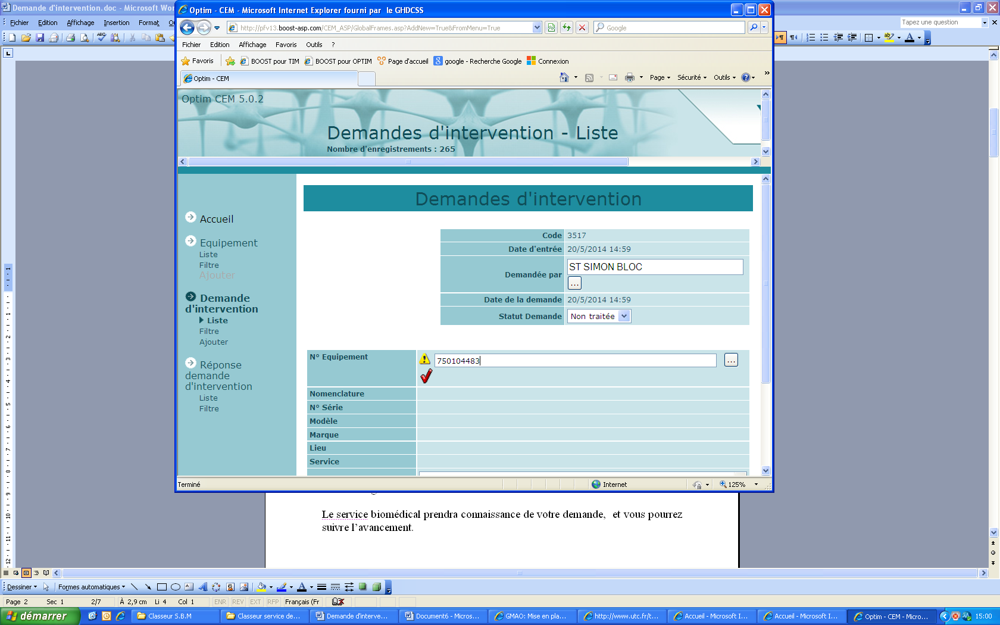 Demande d'intervention.doc - Microsoft Wor
Fichier Edition Affichage Insertion Format
Tapez une question
Optim - CEM - Microsoft Internet Explorer fourni par le GHDCSS
http://pfv13.boost-asp.com/CEM_ASP/GlobalFrames.asp?AddNew=True&FromMenu=True
Google
Fichier Edition Affichage Favoris Outils ?
Favoris BOOST pour TIM BOOST pour OPTIM Page d'accueil google - Recherche Google Connexion
Optim - CEM
Page Sécurité Outils »
Optim CEM 5.0.2
Demandes d'intervention - Liste
Nombre d'enregistrements : 265
Accueil
Equipement
Liste
Filtre
Ajouter
Demande
d'intervention
Liste
Filtre
Ajouter
Réponse
demande
d'intervention
Liste
Filtre
Demandes d'intervention
Code 3517
Date d'entrée 20/5/2014 14:59
Demandée par ST SIMON BLOC
...
Date de la demande 20/5/2014 14:59
Statut Demande Non traitée
N° Equipement 750104483 ...
Nomenclature
N° Série
Modèle
Marque
Lieu
Service
Terminé Internet 125%
Le service biomédical prendra connaissance de votre demande, et vous pourrez
suivre l'avancement.
Dessiner Formes automatiques
Page 2 Sec 1 2/7 À 2,9 cm Li 4 Col 1 ENR REV EXT RFP Français (Fr
démarrer Classeur S.B.M Classeur service de... Demande d'interve... Document6 - Micros... GMAO: Mise en pla... http://www.utc.fr/t... Accueil - Microsoft I... Accueil - Microsoft I... Optim - CEM - Micro... 15:00